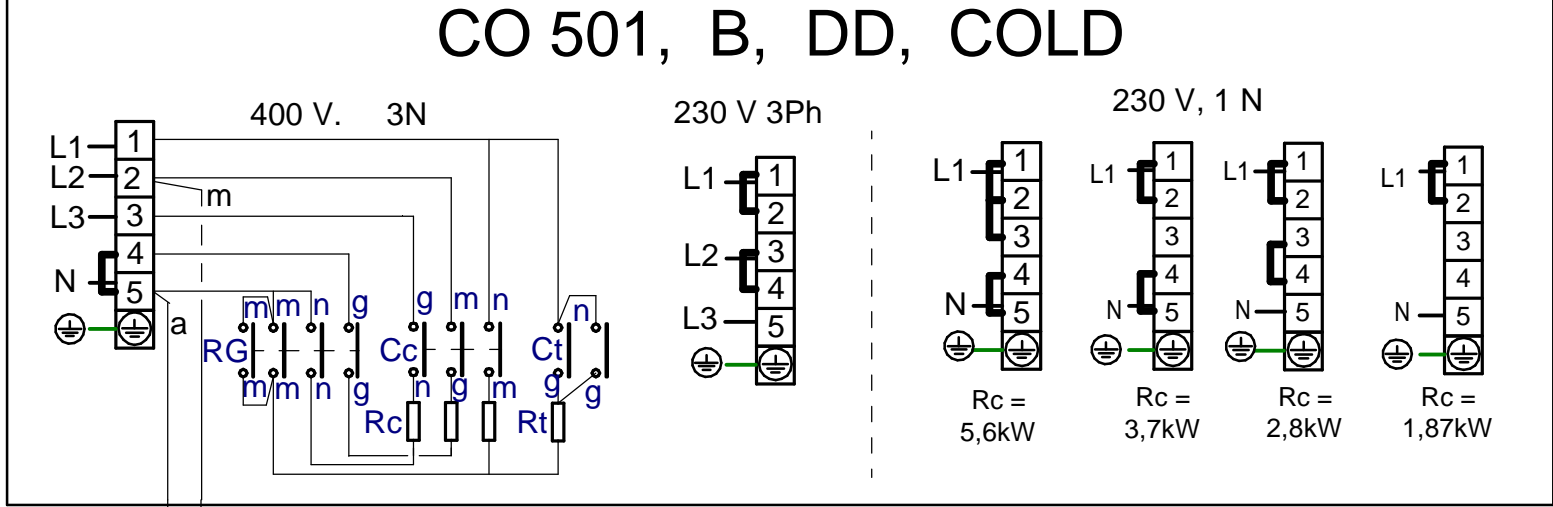 CO 501, B, DD, COLD
400 V. 3N
230 V 3Ph
230 V, 1 N
L1 1
L2 2
m
L3 3
4
N
5
a
m m n g g m n n
RG Cc Ct
m m n g n g m g g
Rc Rt
L1 1
2
L2 3
4
L3 5
L1 1
2
3
4
N 5
Rc =
5,6kW
L1 1
2
3
4
N 5
Rc =
3,7kW
L1 1
2
3
4
N 5
Rc =
2,8kW
L1 1
2
3
4
N 5
Rc =
1,87kW